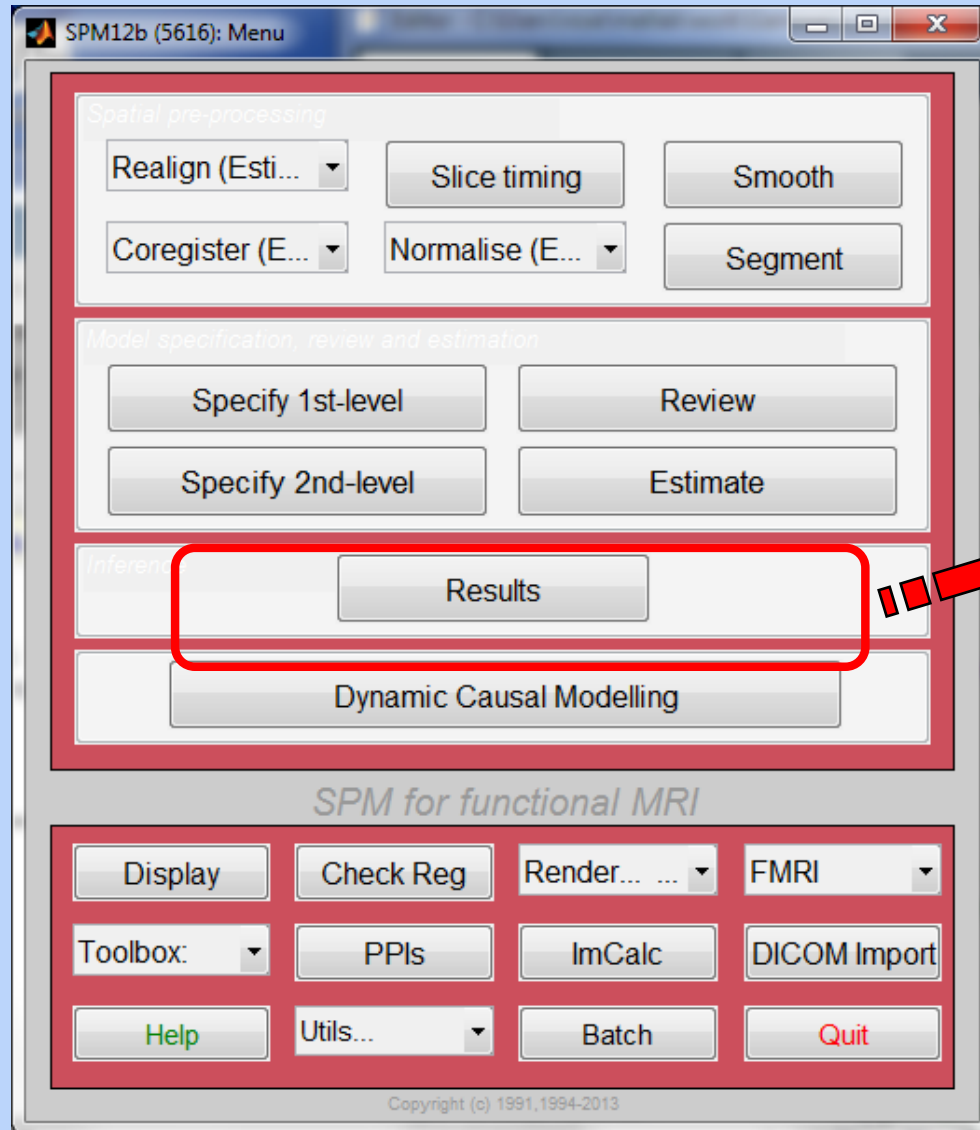 SPM12b (5616): Menu
Spatial pre-processing
Realign (Esti... Slice timing Smooth
Coregister (E... Normalise (E... Segment
Model specification, review and estimation
Specify 1st-level Review
Specify 2nd-level Estimate
Inference
Results
Dynamic Causal Modelling
SPM for functional MRI
Display Check Reg Render... ... FMRI
Toolbox: PPIs ImCalc DICOM Import
Help Utils... Batch Quit
Copyright (c) 1991,1994-2013